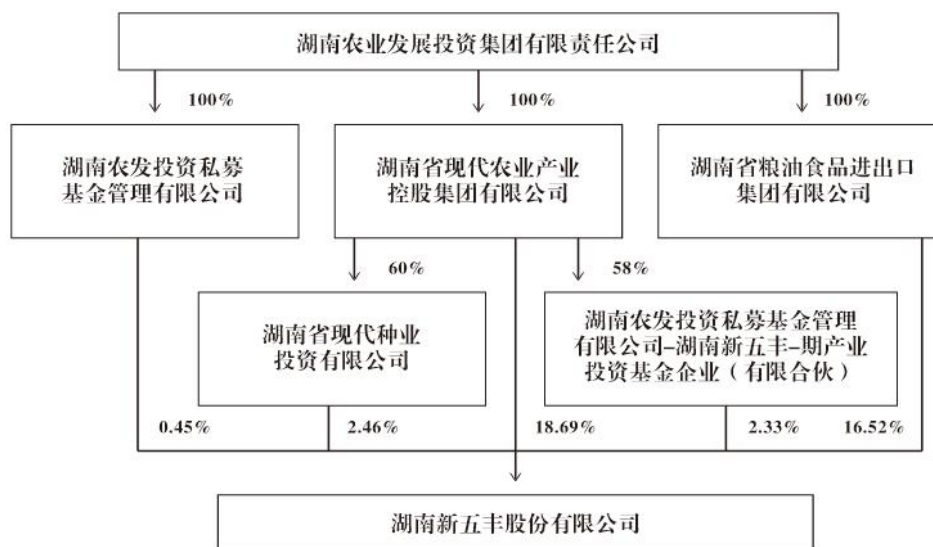 湖南农业发展投资集团有限责任公司
100%
100%
100%
湖南农发投资私募
基金管理有限公司
湖南省现代农业产业
控股集团有限公司
湖南省粮油食品进出口
集团有限公司
60%
58%
湖南省现代种业
投资有限公司
湖南农发投资私募基金管理
有限公司–湖南新五丰一期产业
投资基金企业（有限合伙）
0.45%
2.46%
18.69%
2.33%
16.52%
湖南新五丰股份有限公司